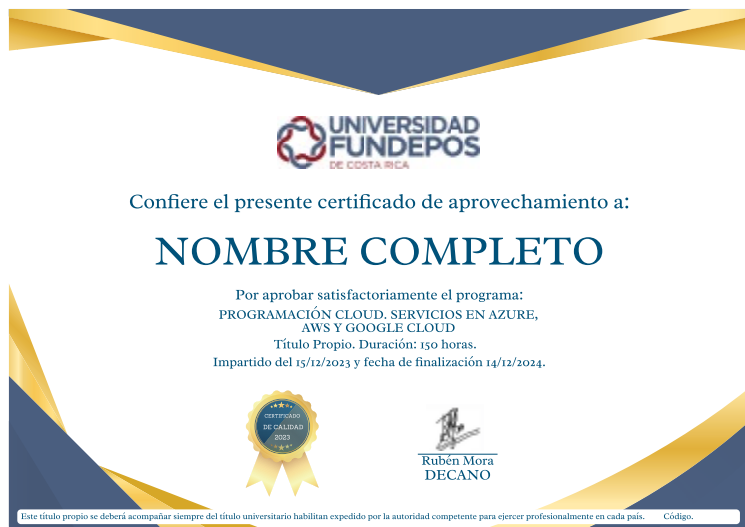 UNIVERSIDAD
FUNDEPOS
DE COSTA RICA
Confiere el presente certificado de aprovechamiento a:
NOMBRE COMPLETO
Por aprobar satisfactoriamente el programa:
PROGRAMACIÓN CLOUD. SERVICIOS EN AZURE,
AWS Y GOOGLE CLOUD
Título Propio. Duración: 150 horas.
Impartido del 15/12/2023 y fecha de finalización 14/12/2024.
CERTIFICADO
DE CALIDAD
2023
Rubén Mora
DECANO
Este título propio se deberá acompañar siempre del título universitario habilitan expedido por la autoridad competente para ejercer profesionalmente en cada país. Código.